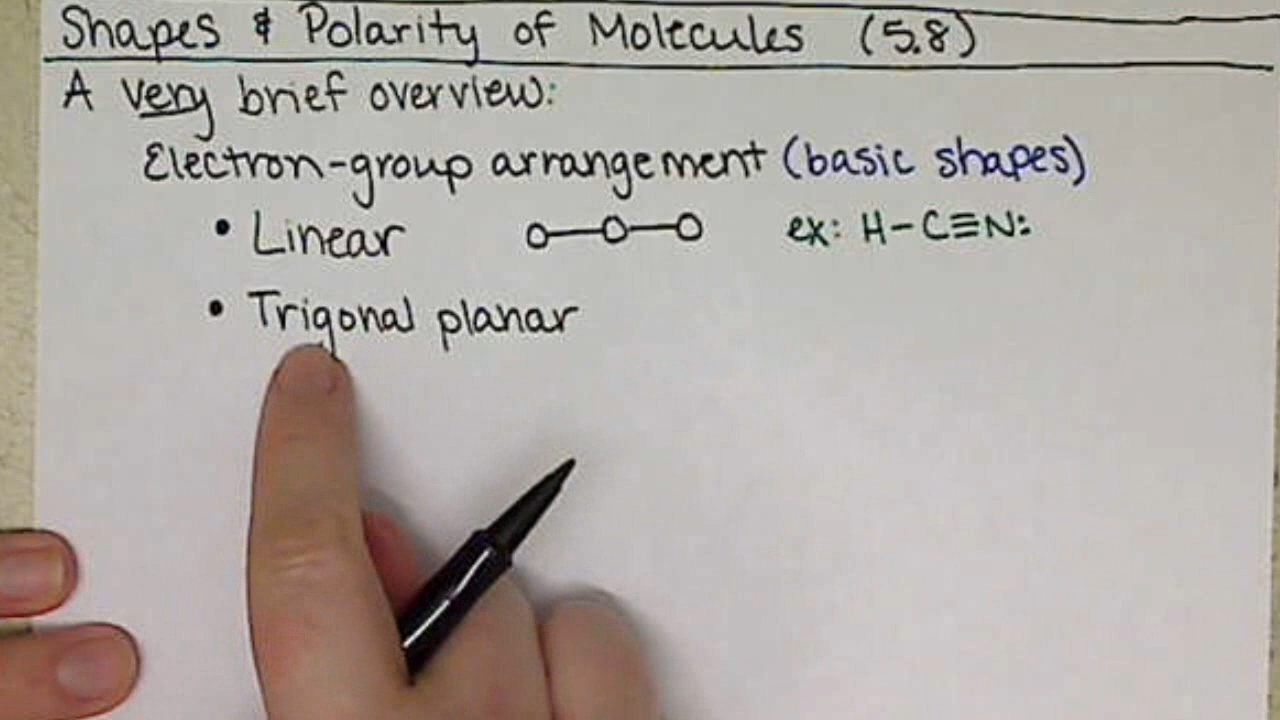 Shapes & Polarity of Molecules (5.8)
A very brief overview:
Electron-group arrangement (basic shapes)
• Linear ex: H-C≡N:
• Trigonal planar